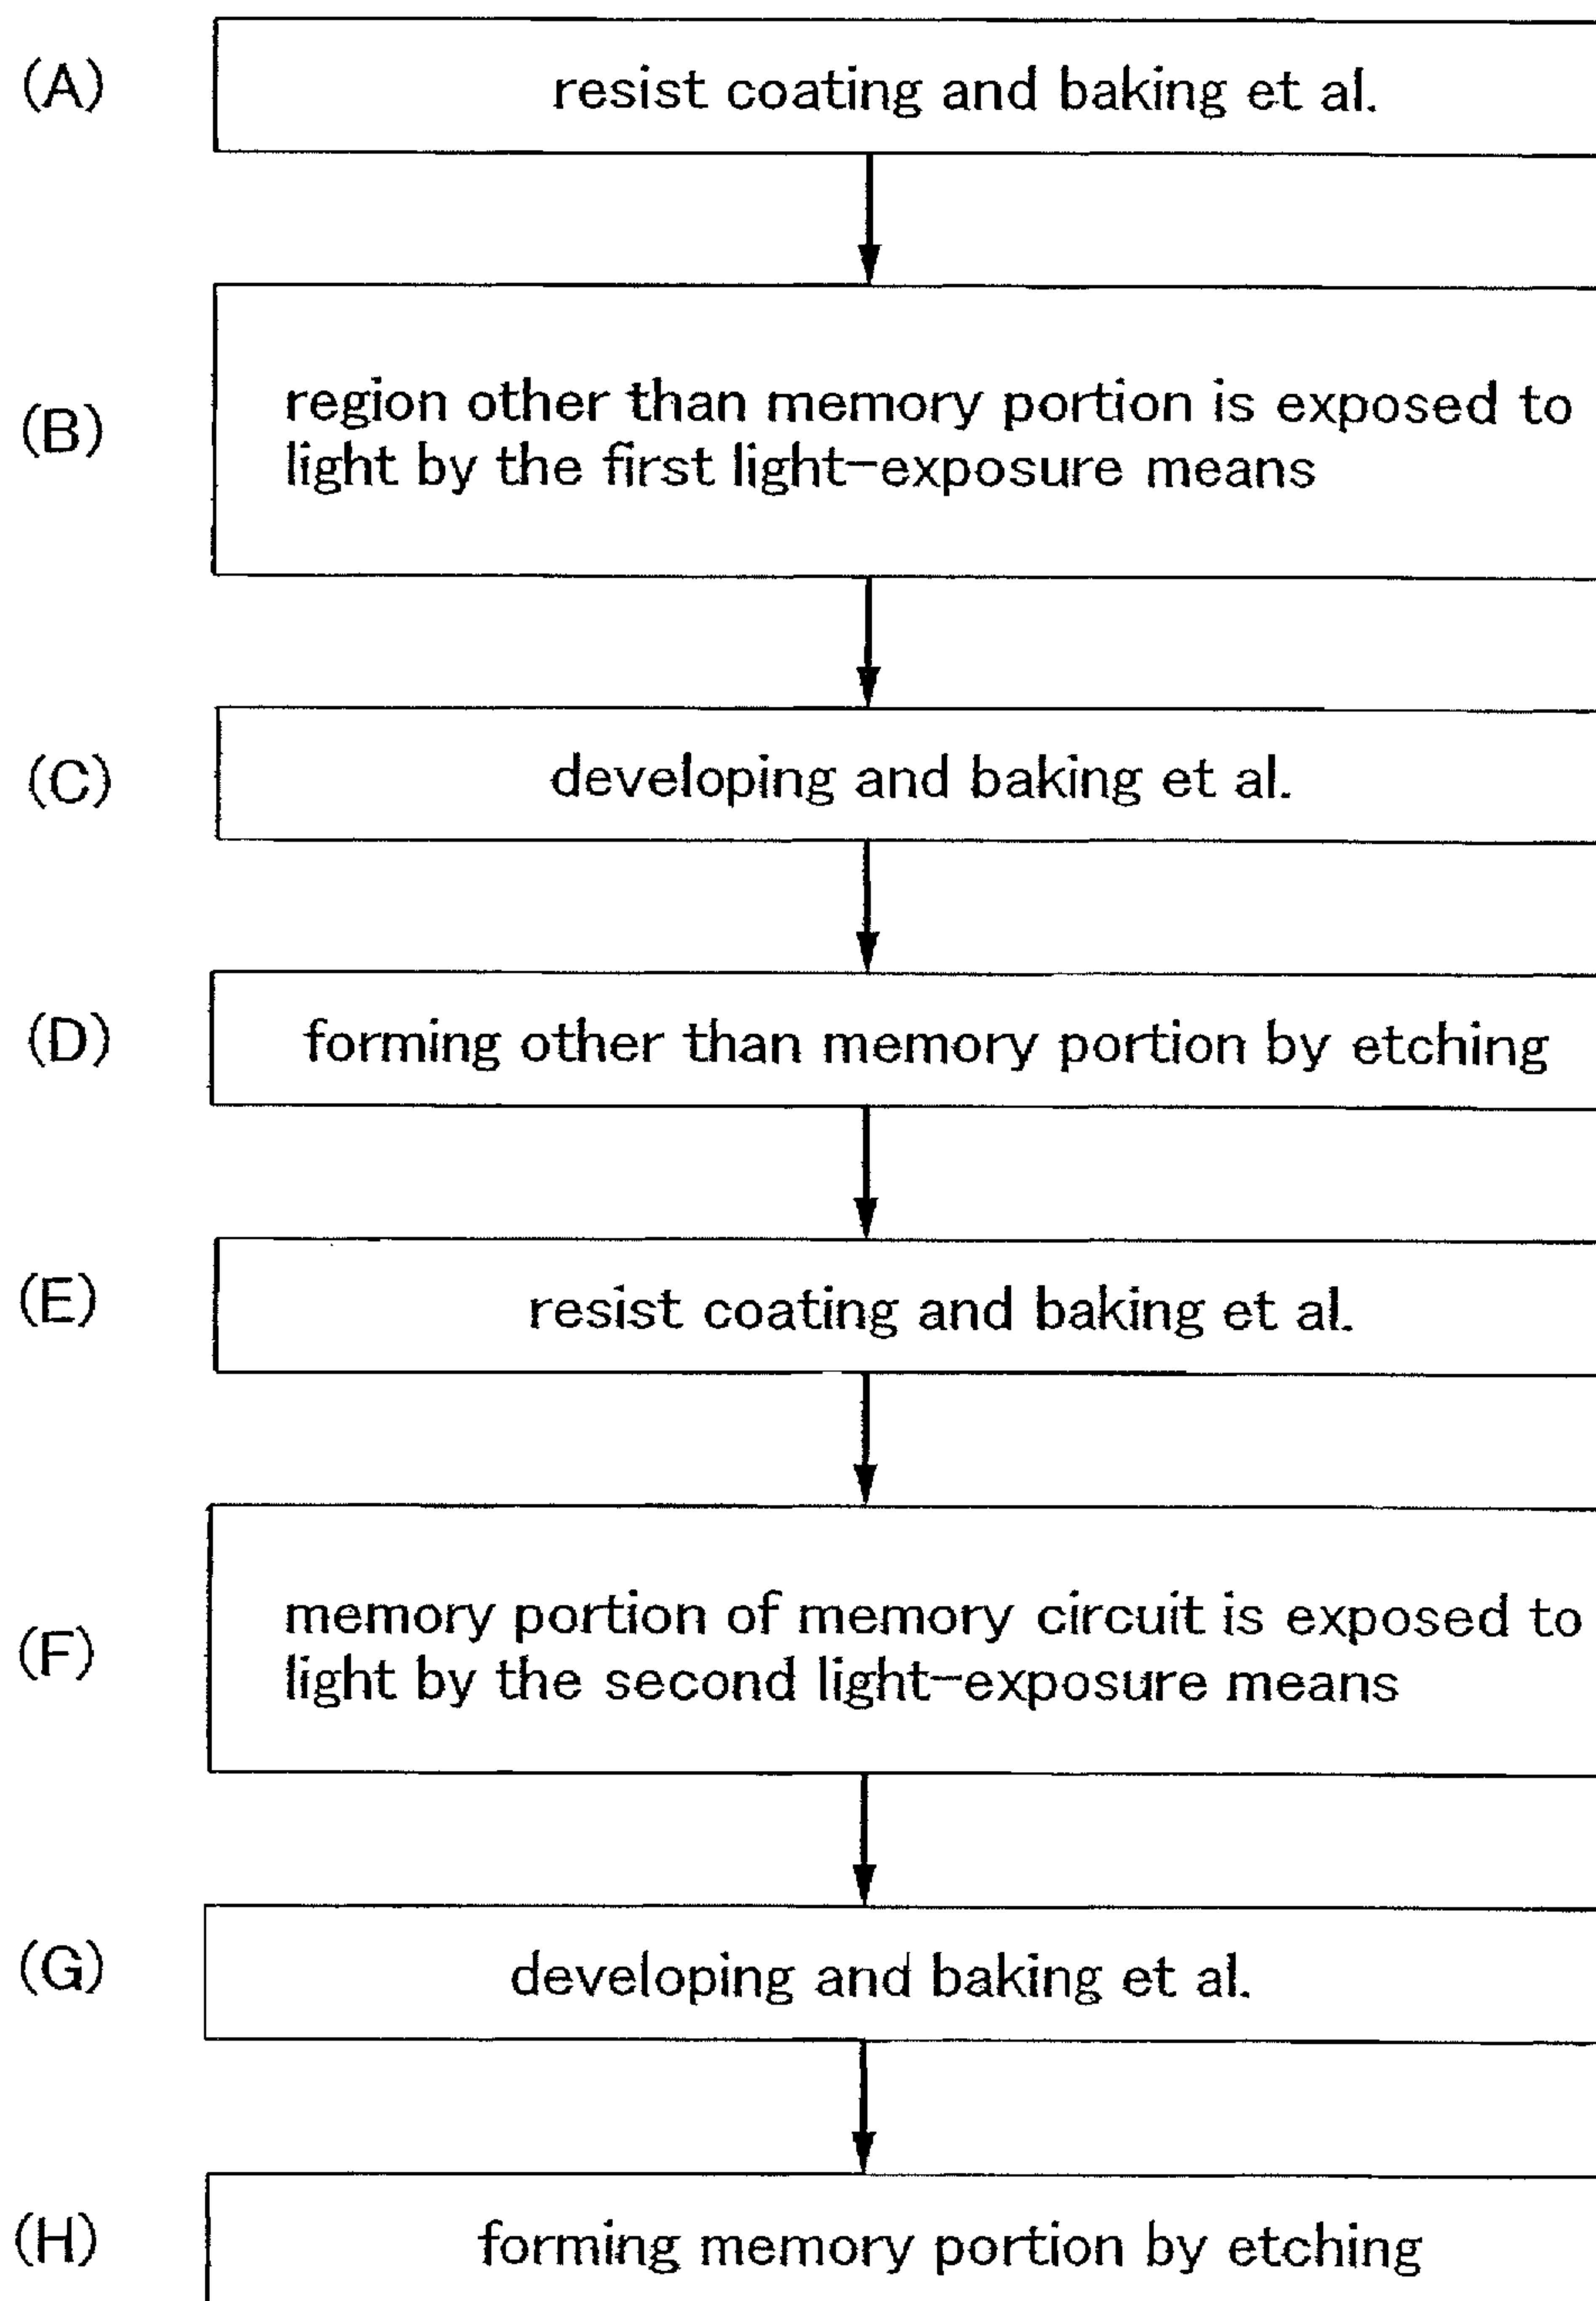 (A) resist coating and baking et al.
(B) region other than memory portion is exposed to
light by the first light-exposure means
(C) developing and baking et al.
(D) forming other than memory portion by etching
(E) resist coating and baking et al.
(F) memory portion of memory circuit is exposed to
light by the second light-exposure means
(G) developing and baking et al.
(H) forming memory portion by etching